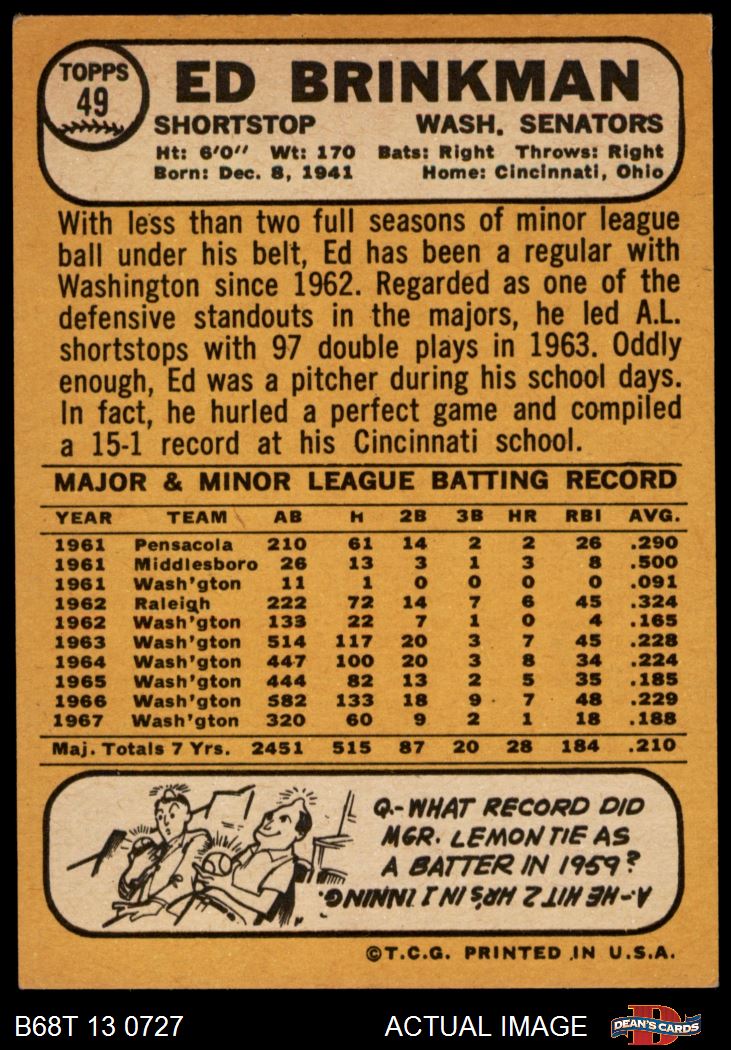 TOPPS
49
ED BRINKMAN
SHORTSTOP WASH. SENATORS
Ht: 6'0" Wt: 170 Bats: Right Throws: Right
Born: Dec. 8, 1941 Home: Cincinnati, Ohio
With less than two full seasons of minor league
ball under his belt, Ed has been a regular with
Washington since 1962. Regarded as one of the
defensive standouts in the majors, he led A.L.
shortstops with 97 double plays in 1963. Oddly
enough, Ed was a pitcher during his school days.
In fact, he hurled a perfect game and compiled
a 15-1 record at his Cincinnati school.
MAJOR & MINOR LEAGUE BATTING RECORD
YEAR TEAM AB H 2B 3B HR RBI AVG.
1961 Pensacola 210 61 14 2 2 26 .290
1961 Middlesboro 26 13 3 1 3 8 .500
1961 Wash'gton 11 1 0 0 0 0 .091
1962 Raleigh 222 72 14 7 6 45 .324
1962 Wash'gton 133 22 7 1 0 4 .165
1963 Wash'gton 514 117 20 3 7 45 .228
1964 Wash'gton 447 100 20 3 8 34 .224
1965 Wash'gton 444 82 13 2 5 35 .185
1966 Wash'gton 582 133 18 9 7 48 .229
1967 Wash'gton 320 60 9 2 1 18 .188
Maj. Totals 7 Yrs. 2451 515 87 20 28 184 .210
Q.-WHAT RECORD DID
MGR. LEMON TIE AS
A BATTER IN 1959?
A.-HE HIT 2 HR'S IN 1 INNING.
©T.C.G. PRINTED IN U.S.A.
B68T 13 0727 ACTUAL IMAGE DEAN'S CARDS